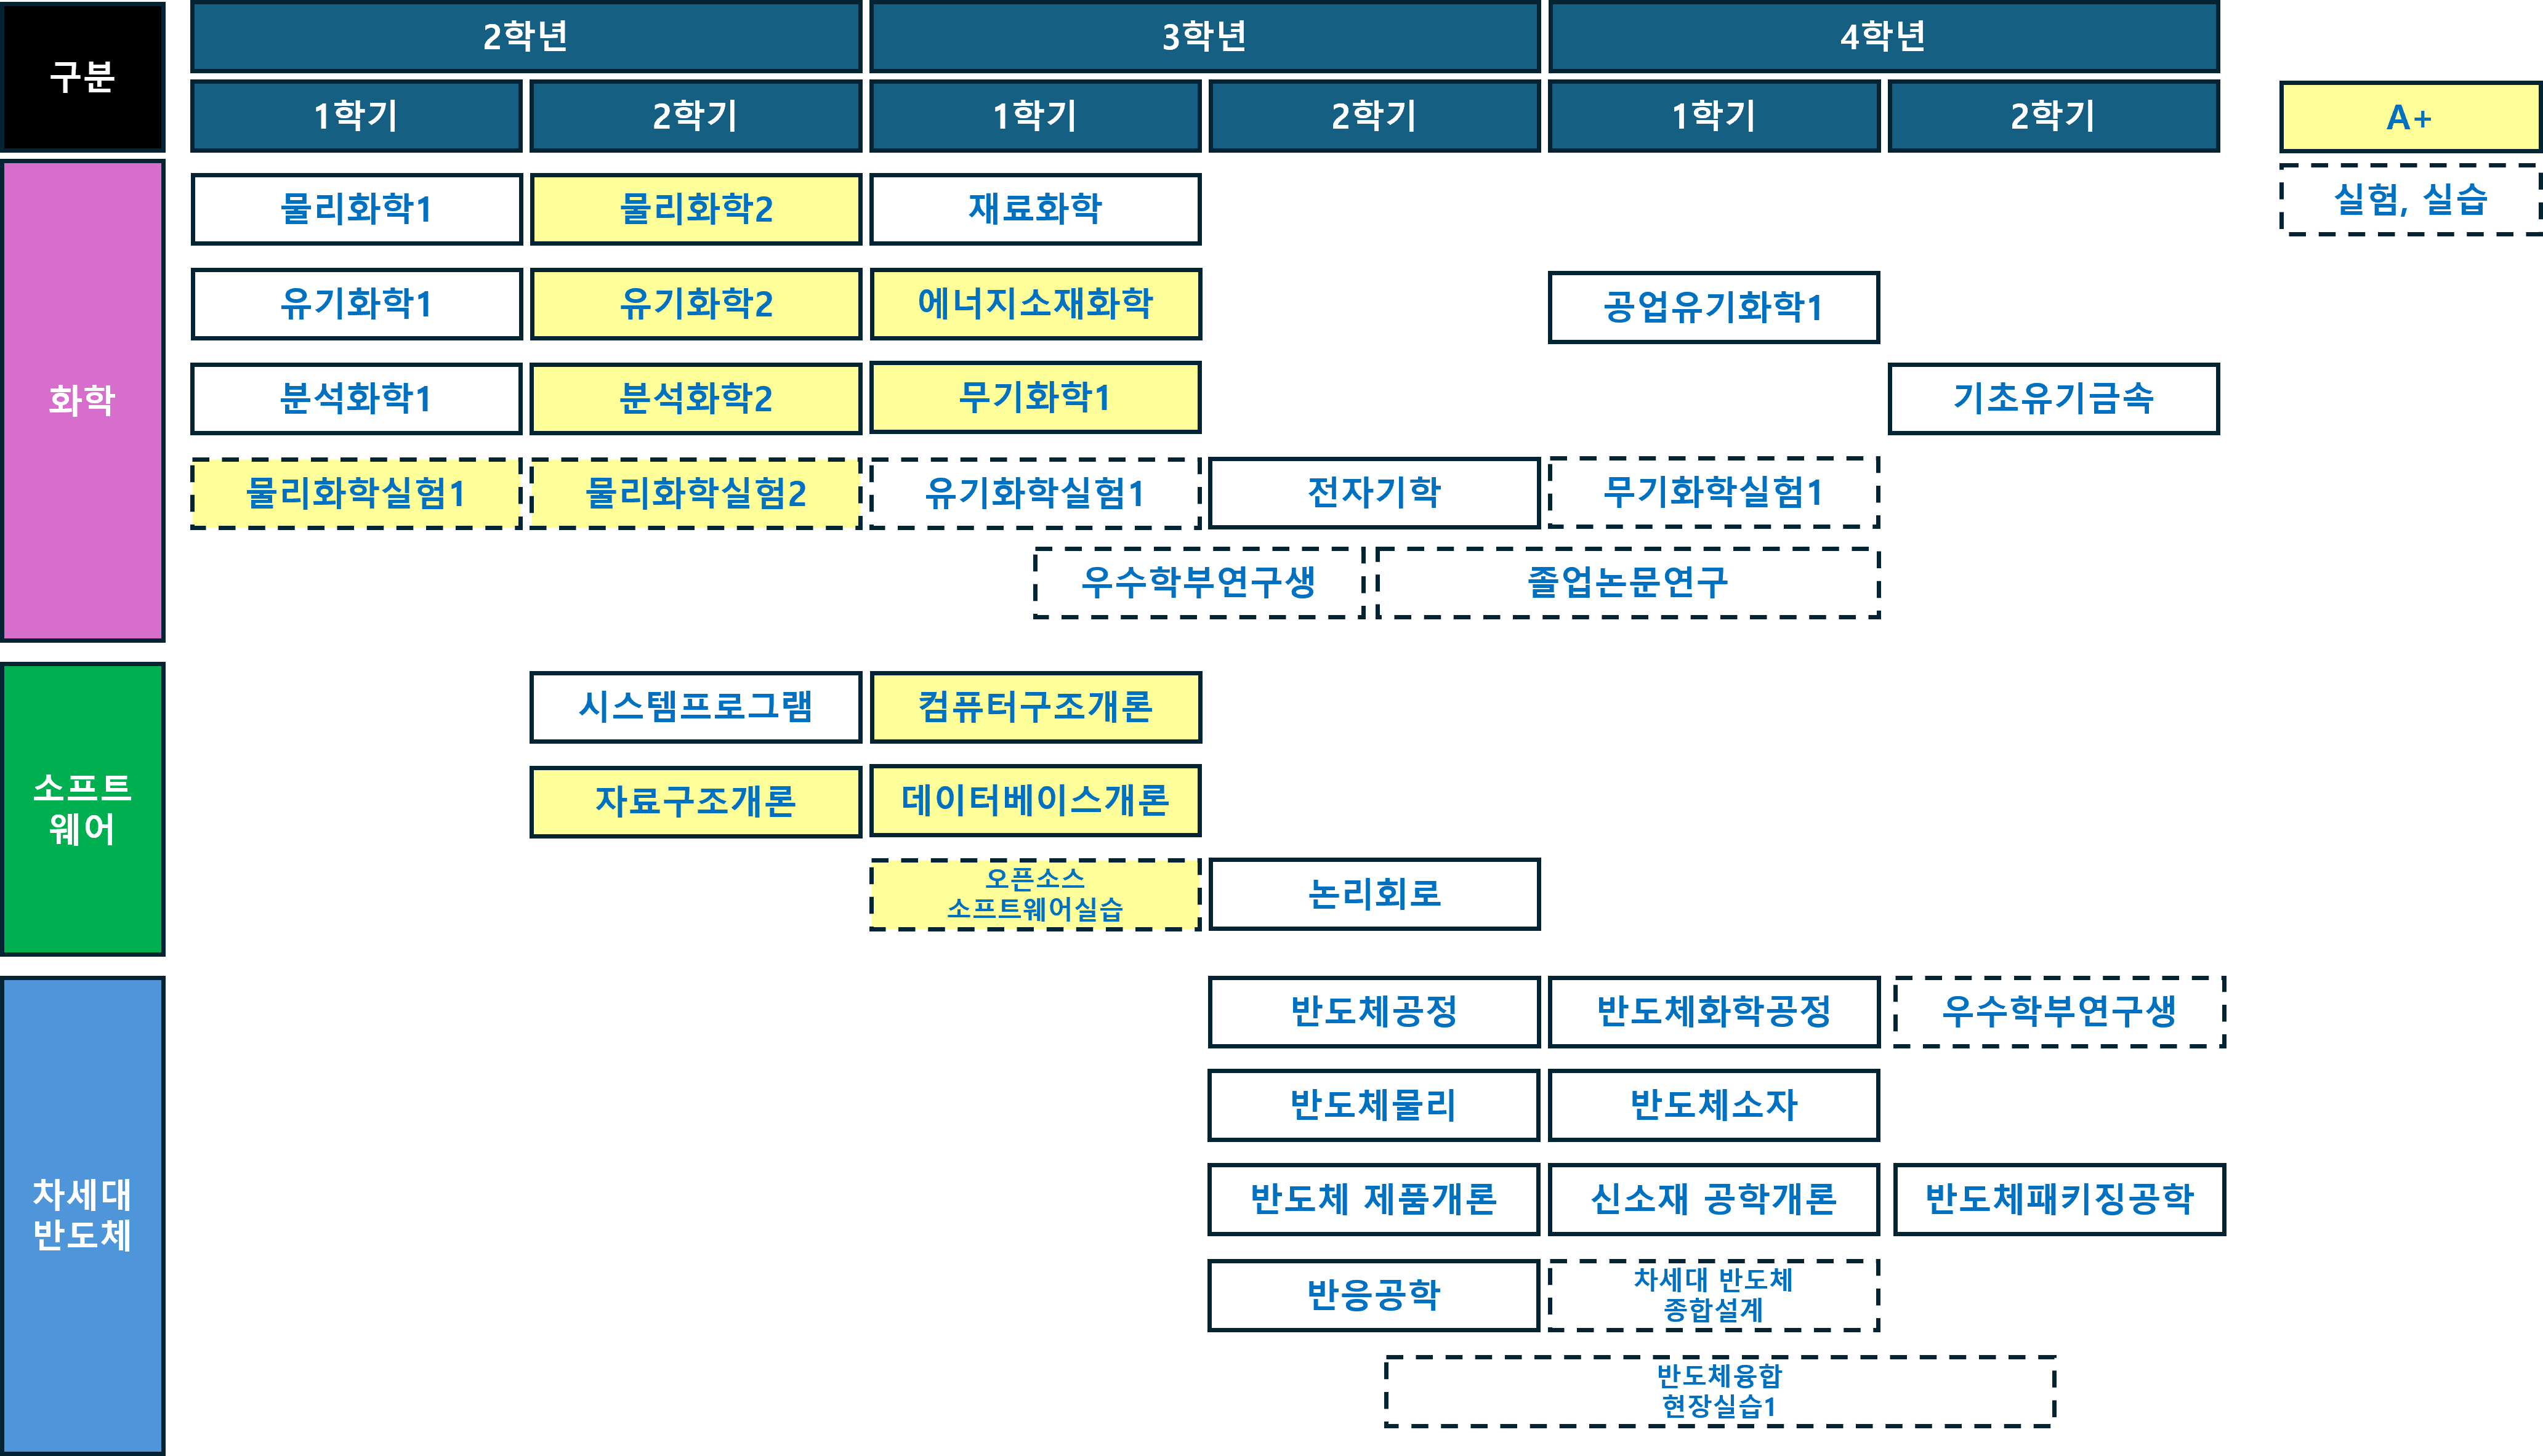 구분
2학년
3학년
4학년
1학기
2학기
1학기
2학기
1학기
2학기
A+
실험, 실습
화학
물리화학1
물리화학2
재료화학
유기화학1
유기화학2
에너지소재화학
공업유기화학1
분석화학1
분석화학2
무기화학1
기초유기금속
물리화학실험1
물리화학실험2
유기화학실험1
전자기학
무기화학실험1
우수학부연구생
졸업논문연구
소프트
웨어
시스템프로그램
컴퓨터구조개론
자료구조개론
데이터베이스개론
오픈소스
소프트웨어실습
논리회로
차세대
반도체
반도체공정
반도체화학공정
우수학부연구생
반도체물리
반도체소자
반도체 제품개론
신소재 공학개론
반도체패키징공학
반응공학
차세대 반도체
종합설계
반도체융합
현장실습1